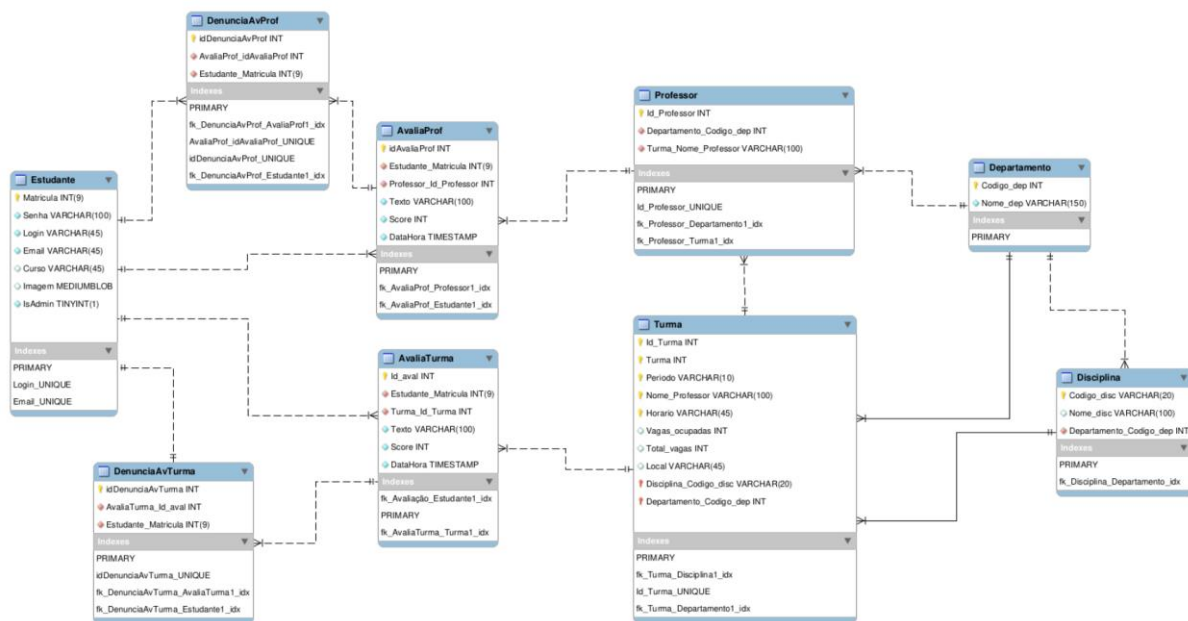 DenunciaAvProf
idDenunciaAvProf INT
AvaliaProf_idAvaliaProf INT
Estudante_Matricula INT(9)
Indexes
PRIMARY
fk_DenunciaAvProf_AvaliaProf1_idx
AvaliaProf_idAvaliaProf_UNIQUE
idDenunciaAvProf_UNIQUE
fk_DenunciaAvProf_Estudante1_idx
Estudante
Matricula INT(9)
Senha VARCHAR(100)
Login VARCHAR(45)
Email VARCHAR(45)
Curso VARCHAR(45)
Imagem MEDIUMBLOB
IsAdmin TINYINT(1)
Indexes
PRIMARY
Login_UNIQUE
Email_UNIQUE
AvaliaProf
idAvaliaProf INT
Estudante_Matricula INT(9)
Professor_Id_Professor INT
Texto VARCHAR(100)
Score INT
DataHora TIMESTAMP
Indexes
PRIMARY
fk_AvaliaProf_Professor1_idx
fk_AvaliaProf_Estudante1_idx
Professor
Id_Professor INT
Departamento_Codigo_dep INT
Turma_Nome_Professor VARCHAR(100)
Indexes
PRIMARY
Id_Professor_UNIQUE
fk_Professor_Departamento1_idx
fk_Professor_Turma1_idx
Departamento
Codigo_dep INT
Nome_dep VARCHAR(150)
Indexes
PRIMARY
Turma
Id_Turma INT
Turma INT
Periodo VARCHAR(10)
Nome_Professor VARCHAR(100)
Horario VARCHAR(45)
Vagas_ocupadas INT
Total_vagas INT
Local VARCHAR(45)
Disciplina_Codigo_disc VARCHAR(20)
Departamento_Codigo_dep INT
Indexes
PRIMARY
fk_Turma_Disciplina1_idx
Id_Turma_UNIQUE
fk_Turma_Departamento1_idx
AvaliaTurma
Id_aval INT
Estudante_Matricula INT(9)
Turma_Id_Turma INT
Texto VARCHAR(100)
Score INT
DataHora TIMESTAMP
Indexes
fk_Avaliação_Estudante1_idx
PRIMARY
fk_AvaliaTurma_Turma1_idx
Disciplina
Codigo_disc VARCHAR(20)
Nome_disc VARCHAR(100)
Departamento_Codigo_dep INT
Indexes
PRIMARY
fk_Disciplina_Departamento_idx
DenunciaAvTurma
idDenunciaAvTurma INT
AvaliaTurma_Id_aval INT
Estudante_Matricula INT(9)
Indexes
PRIMARY
idDenunciaAvTurma_UNIQUE
fk_DenunciaAvTurma_AvaliaTurma1_idx
fk_DenunciaAvTurma_Estudante1_idx